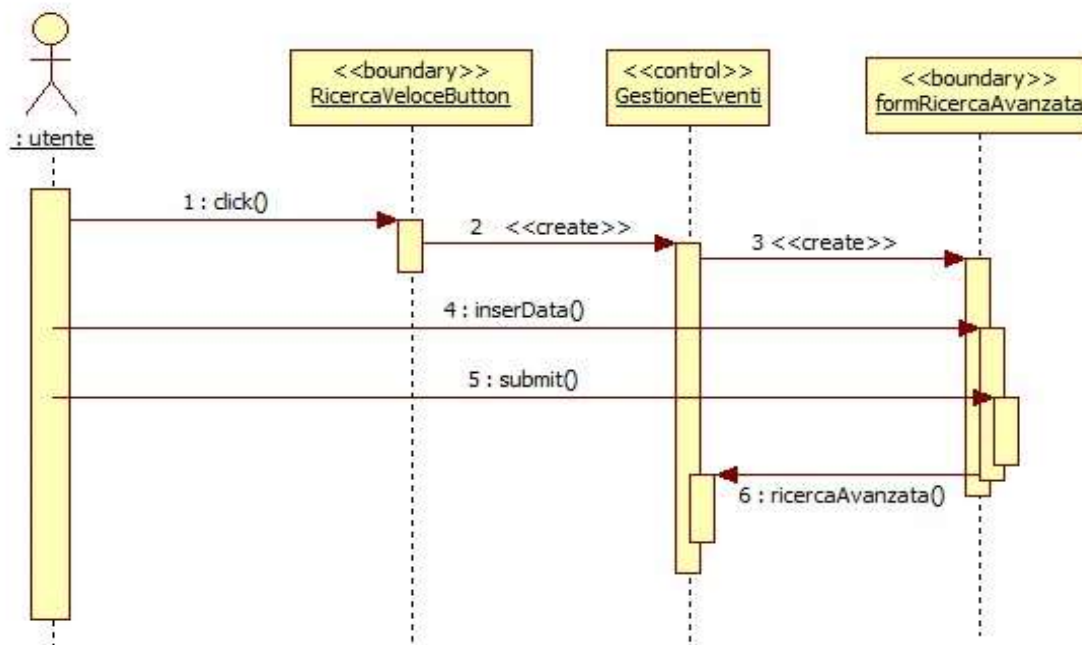 : utente
<<boundary>>
RicercaVeloceButton
<<control>>
GestioneEventi
<<boundary>>
formRicercaAvanzata
1 : click()
2 <<create>>
3 <<create>>
4 : inserData()
5 : submit()
6 : ricercaAvanzata()